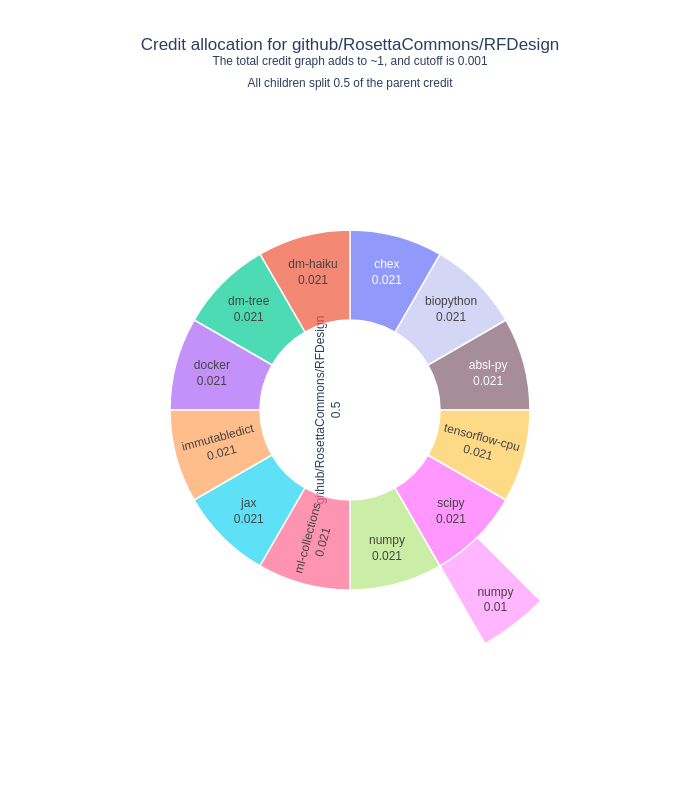 Credit allocation for github/RosettaCommons/RFDesign
The total credit graph adds to ~1, and cutoff is 0.001
All children split 0.5 of the parent credit
dm-haiku
0.021
chex
0.021
dm-tree
0.021
biopython
0.021
docker
0.021
absl-py
0.021
github/RosettaCommons/RFDesign
0.5
immutabledict
0.021
tensorflow-cpu
0.021
jax
0.021
scipy
0.021
ml-collections
0.021
numpy
0.021
numpy
0.01